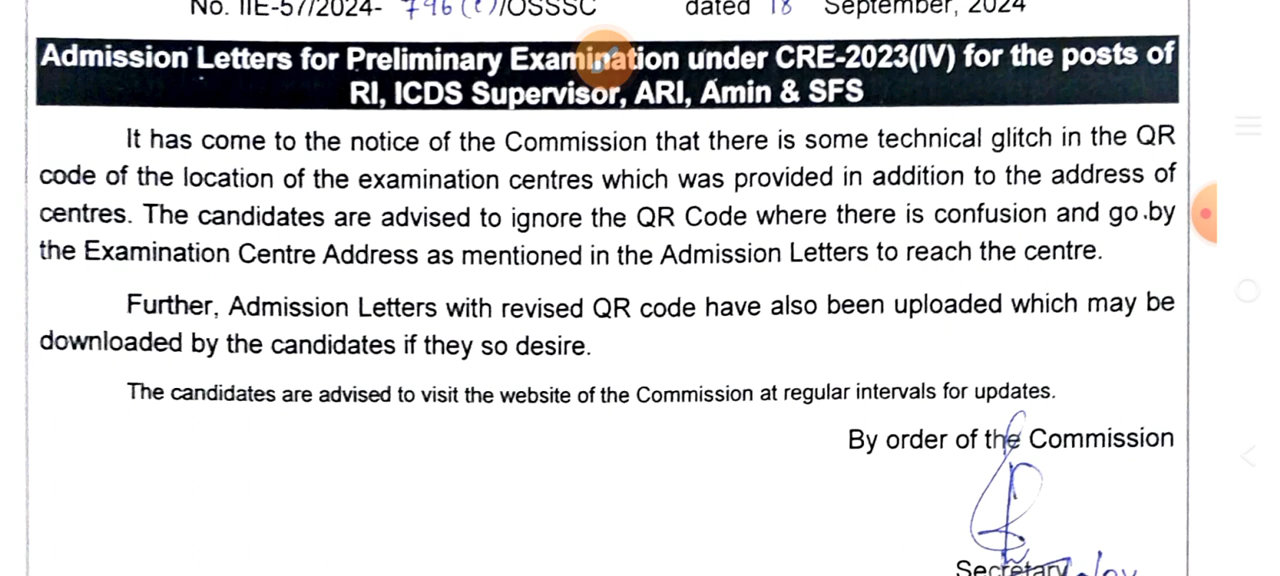 No. IIE-57/2024- 796(C)/OSSSC dated 18 September, 2024
Admission Letters for Preliminary Examination under CRE-2023(IV) for the posts of
RI, ICDS Supervisor, ARI, Amin & SFS
It has come to the notice of the Commission that there is some technical glitch in the QR
code of the location of the examination centres which was provided in addition to the address of
centres. The candidates are advised to ignore the QR Code where there is confusion and go by
the Examination Centre Address as mentioned in the Admission Letters to reach the centre.
Further, Admission Letters with revised QR code have also been uploaded which may be
downloaded by the candidates if they so desire.
The candidates are advised to visit the website of the Commission at regular intervals for updates.
By order of the Commission
Secretary